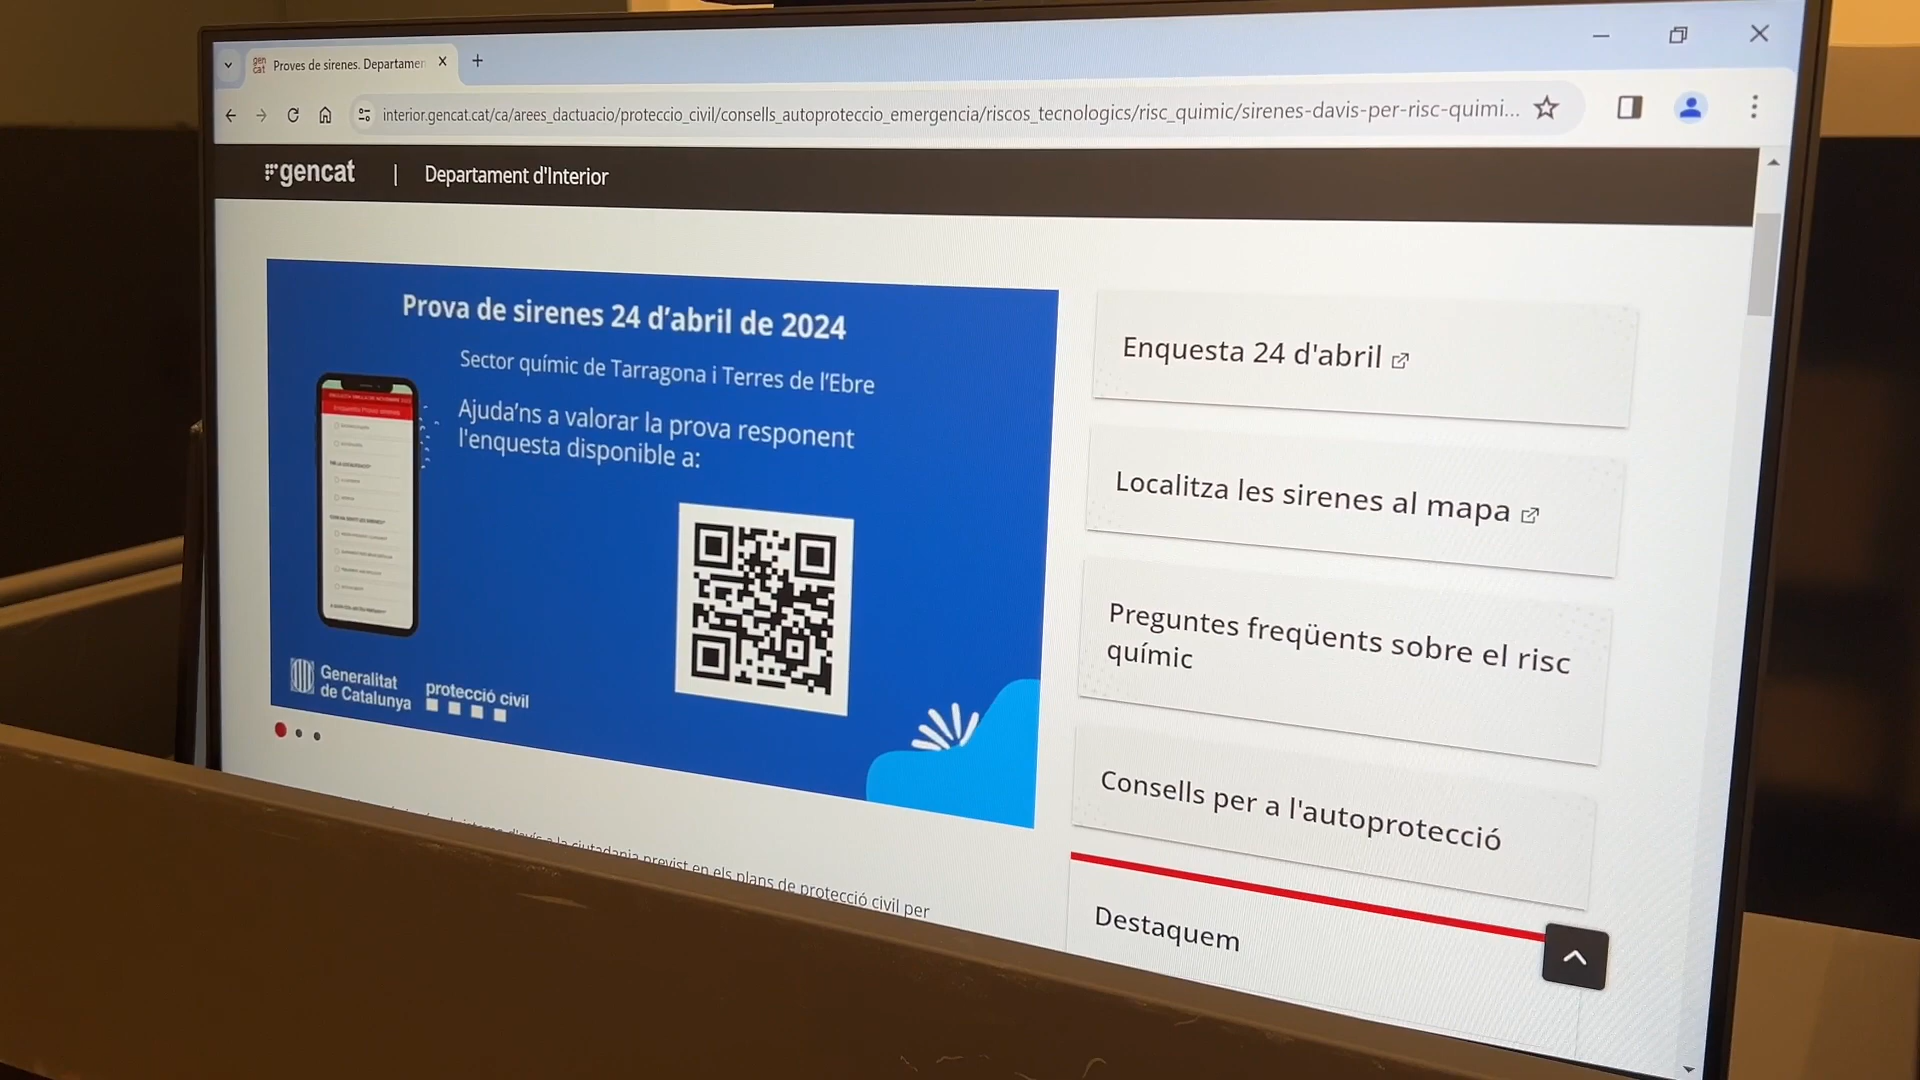 Proves de sirenes. Departamen
interior.gencat.cat/ca/arees_dactuacio/proteccio_civil/consells_autoproteccio_emergencia/riscos_tecnologics/risc_quimic/sirenes-davis-per-risc-quimi...
gencat | Departament d'Interior
Prova de sirenes 24 d'abril de 2024
Sector químic de Tarragona i Terres de l'Ebre
Ajuda'ns a valorar la prova responent
l'enquesta disponible a:
Generalitat
de Catalunya
protecció civil
Enquesta 24 d'abril
Localitza les sirenes al mapa
Preguntes freqüents sobre el risc
químic
Consells per a l'autoprotecció
Destaquem
d'avís a la ciutadania previst en els plans de protecció civil per